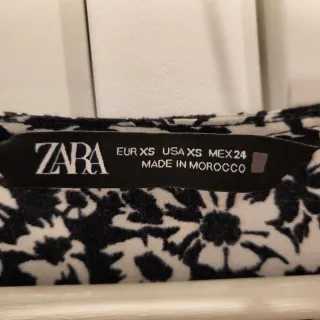 ZARA
EUR XS USA XS MEX 24
MADE IN MOROCCO